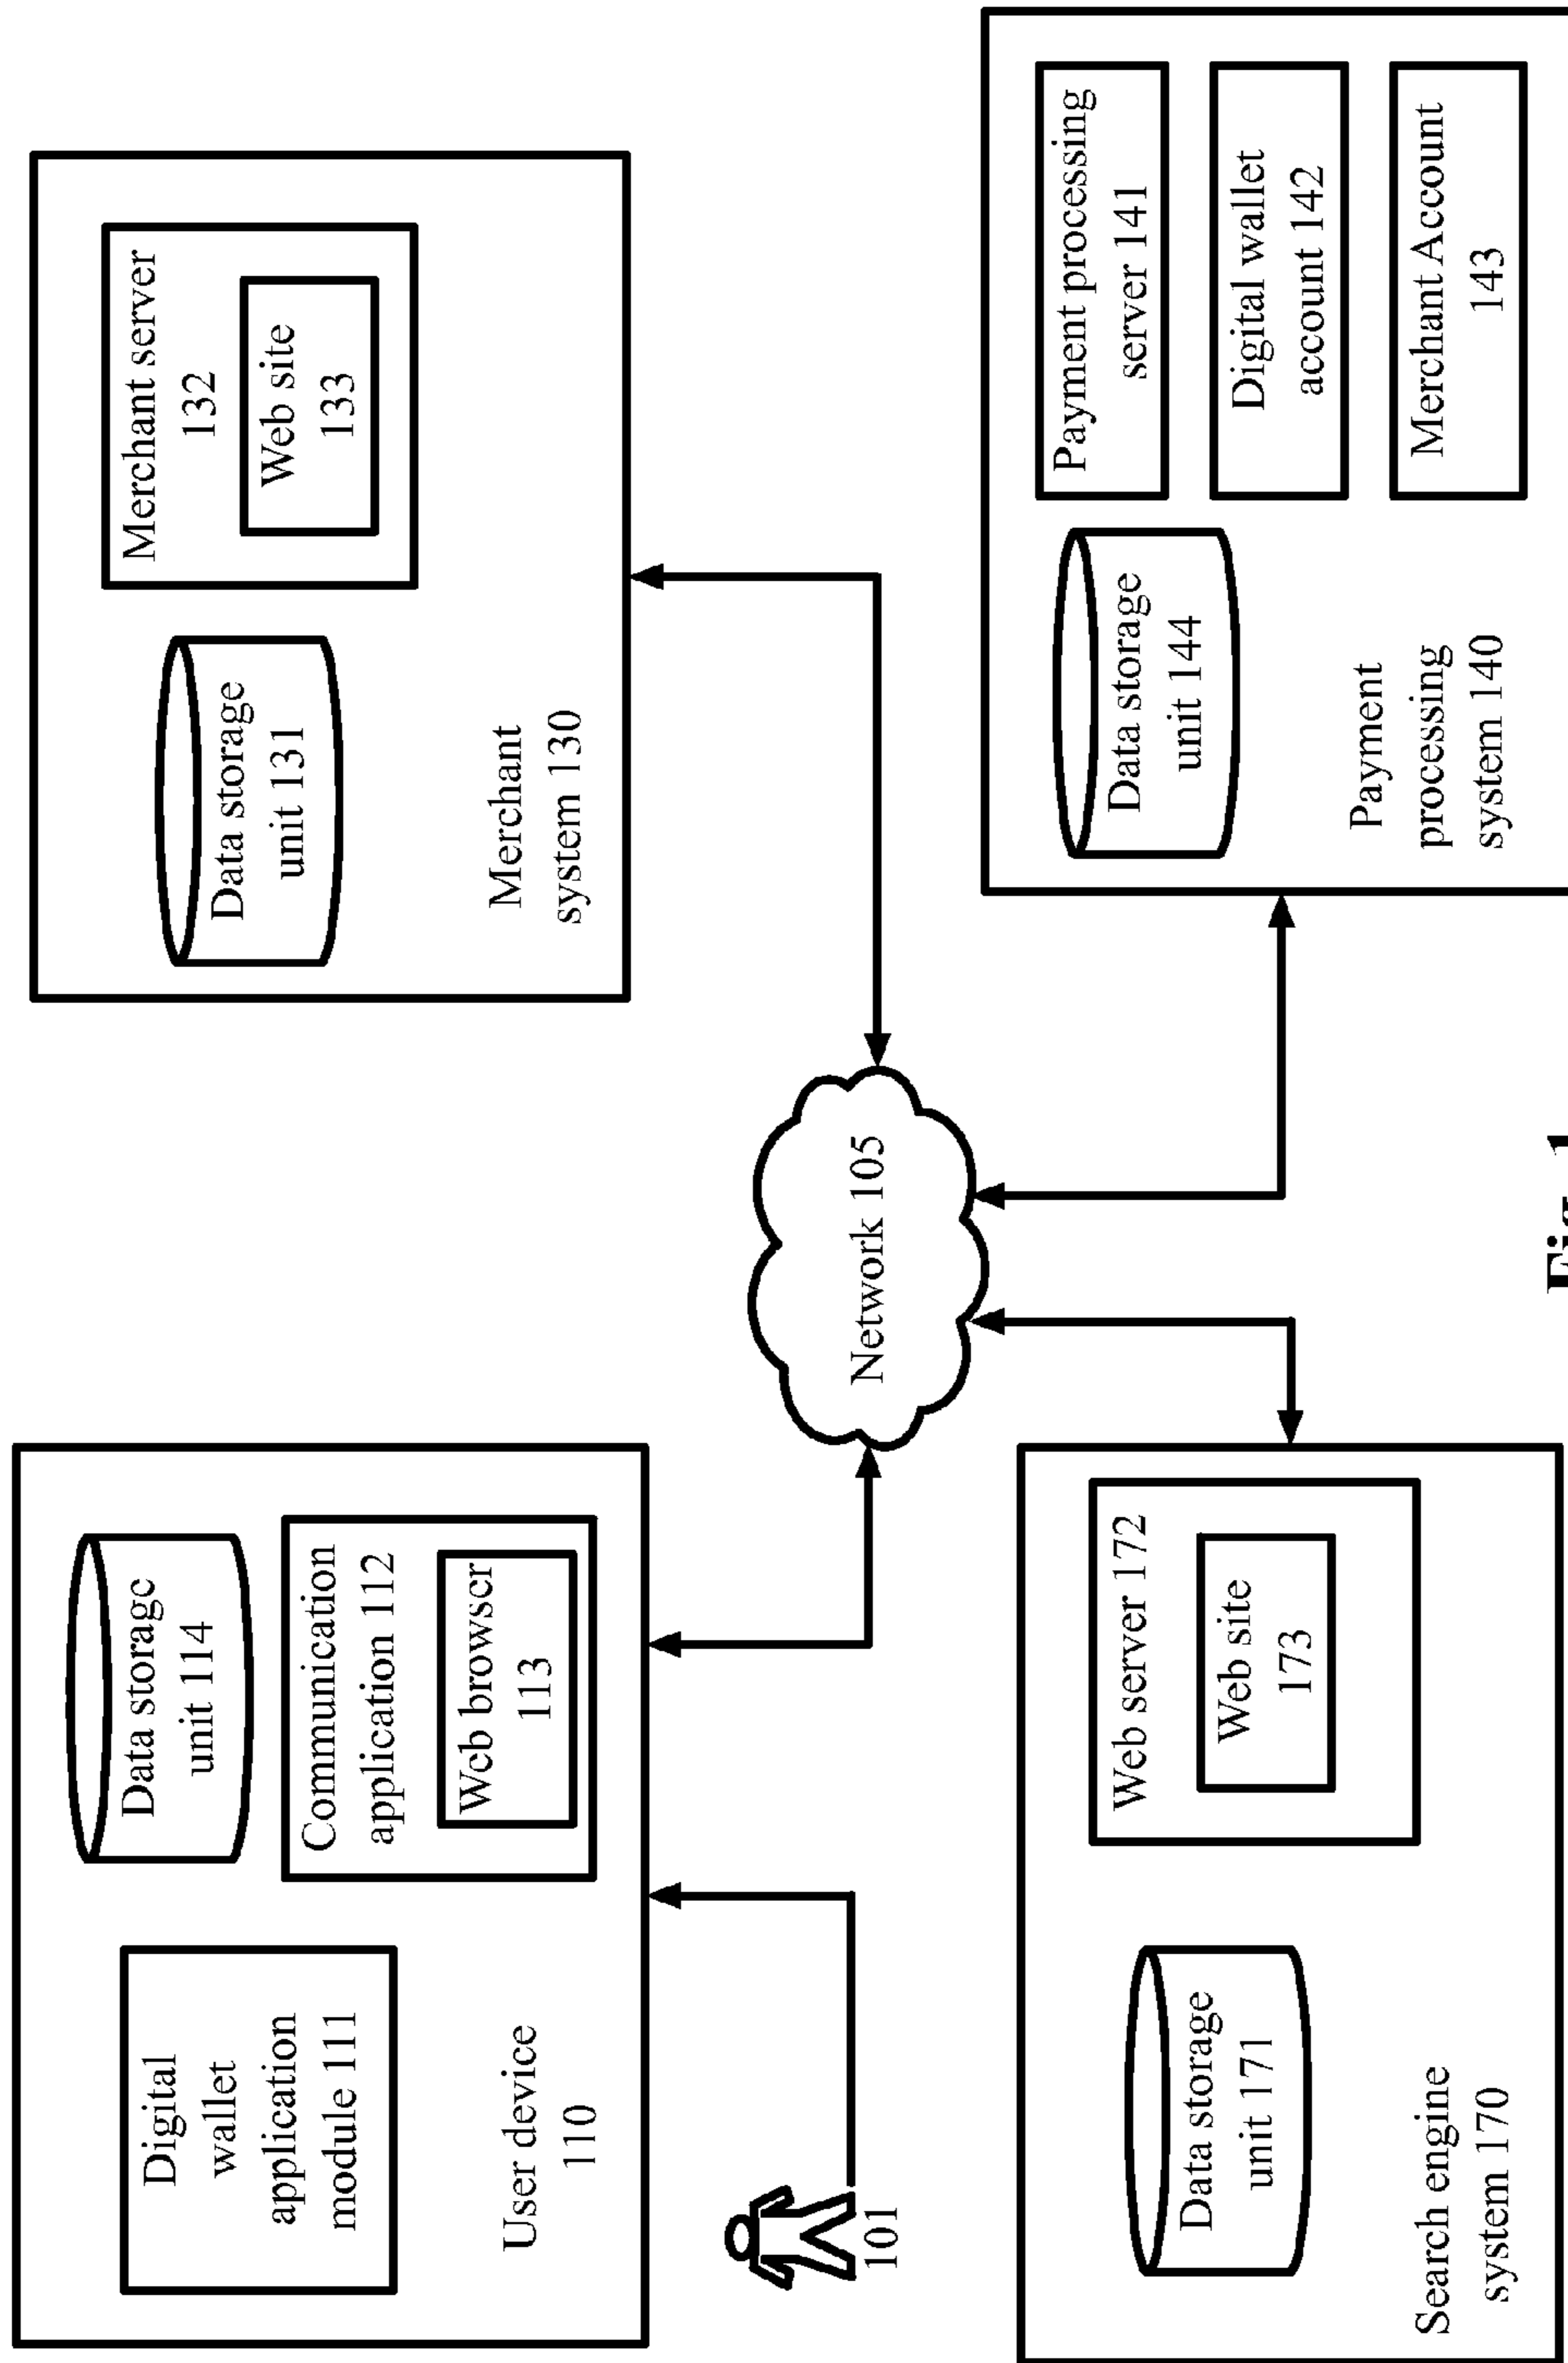 Digital
wallet
application
module 111
Data storage
unit 114
Communication
application 112
Web browser
113
User device
110
101
Network 105
Data storage
unit 131
Merchant server
132
Web site
133
Merchant
system 130
Data storage
unit 171
Web server 172
Web site
173
Search engine
system 170
Data storage
unit 144
Payment processing
server 141
Digital wallet
account 142
Merchant Account
143
Payment
processing
system 140
Fig. 1